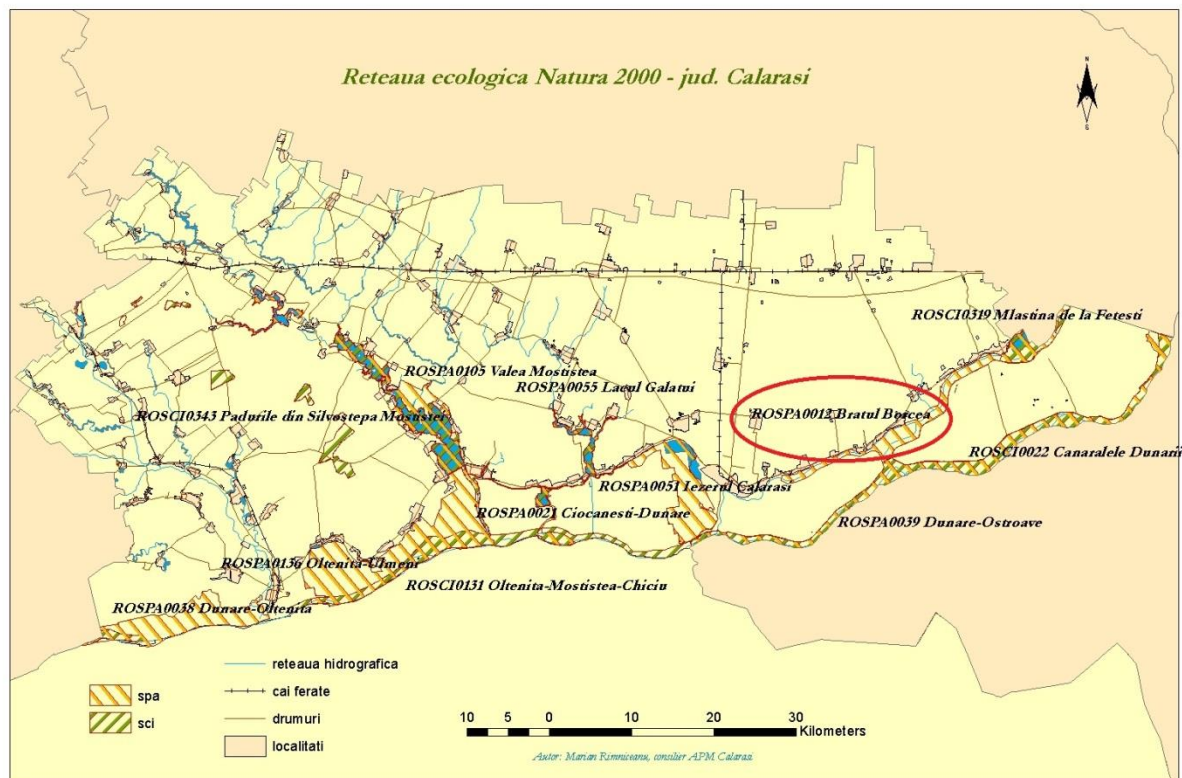 Reteaua ecologica Natura 2000 - jud. Calarasi
N
S
ROSCI0319 Mlastina de la Fetesti
ROSPA0105 Valea Mostistea
ROSPA0055 Lacul Galatui
ROSCI0343 Padurile din Silvostepa Mostistei
ROSPA0012 Bratul Borcea
ROSCI0022 Canaralele Dunarii
ROSPA0051 Iezerul Calarasi
ROSPA0021 Ciocanesti-Dunare
ROSPA0039 Dunare-Ostroave
ROSPA0136 Oltenita-Ulmeni
ROSCI0131 Oltenita-Mostistea-Chiciu
ROSPA0038 Dunare-Oltenita
reteaua hidrografica
spa
cai ferate
sci
drumuri
localitati
10 5 0 10 20 30
Kilometers
Autor: Marian Rimniceanu, consilier APM Calarasi